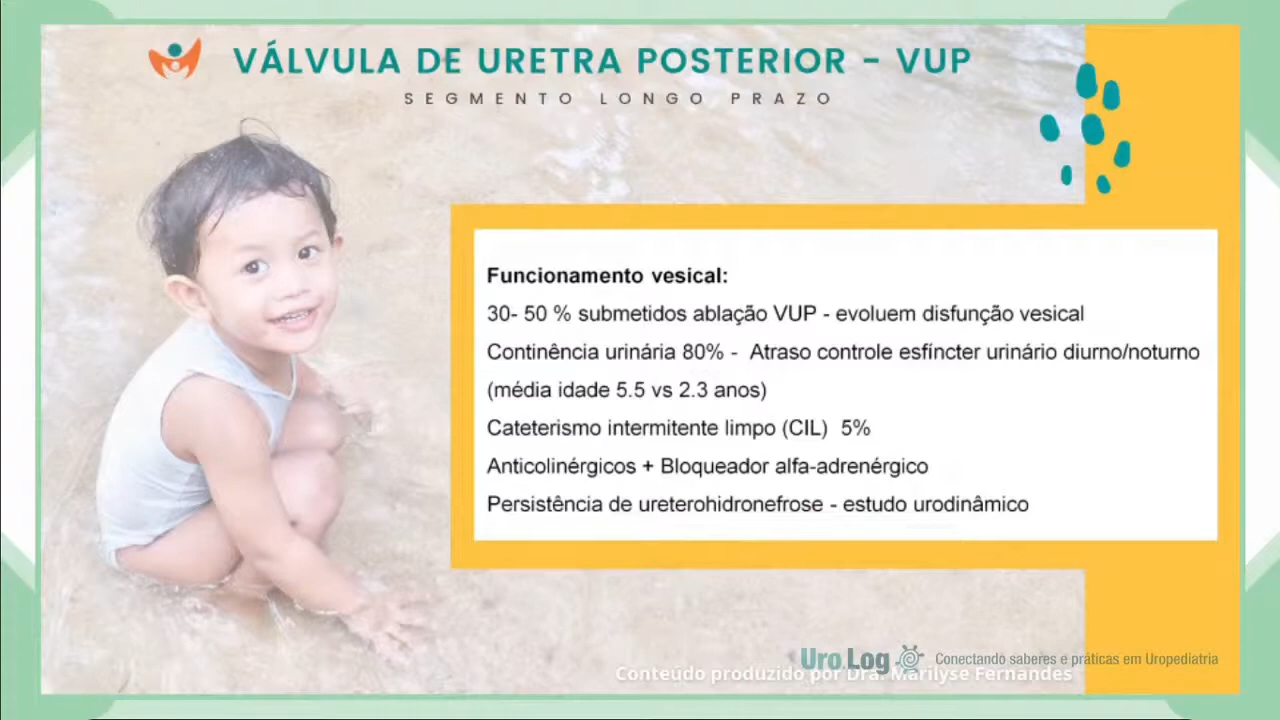 VÁLVULA DE URETRA POSTERIOR - VUP
SEGMENTO LONGO PRAZO
Funcionamento vesical:
30- 50 % submetidos ablação VUP - evoluem disfunção vesical
Continência urinária 80% - Atraso controle esfíncter urinário diurno/noturno
(média idade 5.5 vs 2.3 anos)
Cateterismo intermitente limpo (CIL) 5%
Anticolinérgicos + Bloqueador alfa-adrenérgico
Persistência de ureterohidronefrose - estudo urodinâmico
Uro.Log Conectando saberes e práticas em Uropediatria
Conteúdo produzido por Dra. Marilyse Fernandes